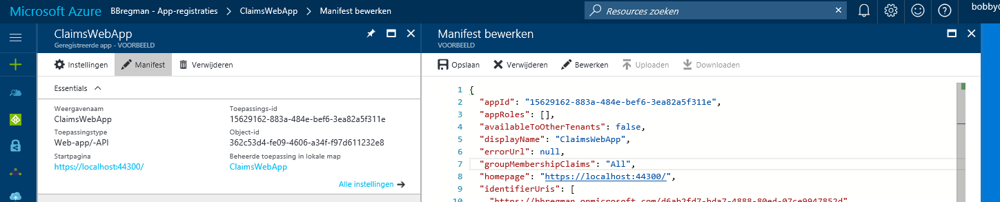 Microsoft Azure BBregman - App-registraties > ClaimsWebApp > Manifest bewerken Resources zoeken bobby
ClaimsWebApp
Geregistreerde app - VOORBEELD
Instellingen Manifest Verwijderen
Essentials
Weergavenaam Toepassings-id
ClaimsWebApp 15629162-883a-484e-bef6-3ea82a5f311e
Toepassingstype Object-id
Web-app/-API 362c53d4-fe09-4606-a34f-f97d611232e8
Startpagina Beheerde toepassing in lokale map
https://localhost:44300/ ClaimsWebApp
Alle instellingen
Manifest bewerken
VOORBEELD
Opslaan Verwijderen Bewerken Uploaden Downloaden
1 {
2 "appId": "15629162-883a-484e-bef6-3ea82a5f311e",
3 "appRoles": [],
4 "availableToOtherTenants": false,
5 "displayName": "ClaimsWebApp",
6 "errorUrl": null,
7 "groupMembershipClaims": "All",
8 "homepage": "https://localhost:44300/",
9 "identifierUris": [
10 "https://bbregman.onmicrosoft.com/d6ab2fd7-bda7-4888-80ed-07ce9947852d"